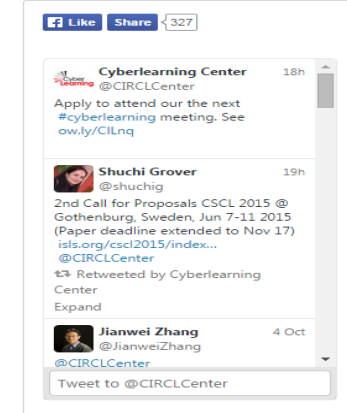 Like Share 327
Cyberlearning Center 18h
Cyber
Learning
@CIRCLCenter
Apply to attend our the next
#cyberlearning meeting. See
ow.ly/CILnq
Shuchi Grover 19h
@shuchig
2nd Call for Proposals CSCL 2015 @
Gothenburg, Sweden, Jun 7-11 2015
(Paper deadline extended to Nov 17)
isls.org/cscl2015/index...
@CIRCLCenter
Retweeted by Cyberlearning
Center
Expand
Jianwei Zhang 4 Oct
@JianweiZhang
@CIRCLCenter
Tweet to @CIRCLCenter